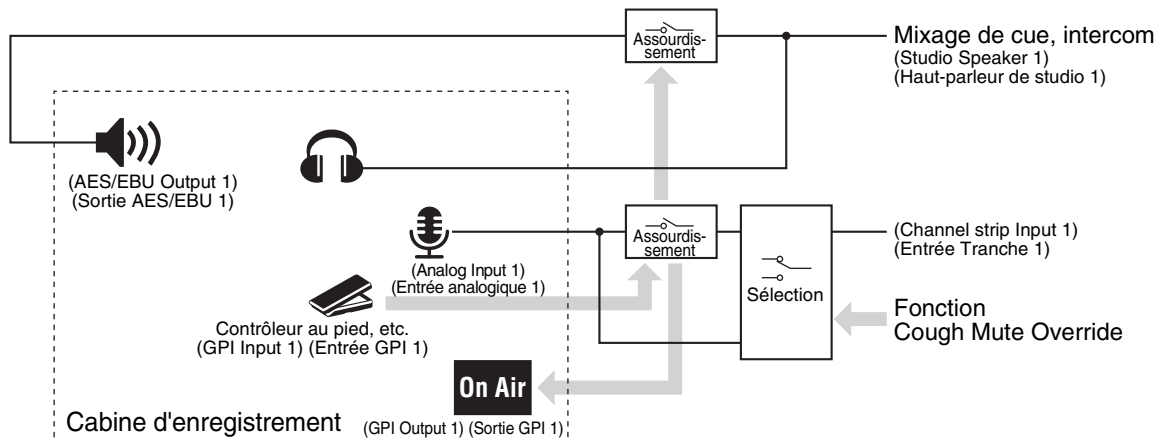 Assourdis-
sement
Mixage de cue, intercom
(Studio Speaker 1)
(Haut-parleur de studio 1)
(AES/EBU Output 1)
(Sortie AES/EBU 1)
Assourdis-
sement
(Channel strip Input 1)
(Entrée Tranche 1)
(Analog Input 1)
(Entrée analogique 1)
Sélection
Fonction
Cough Mute Override
Contrôleur au pied, etc.
(GPI Input 1) (Entrée GPI 1)
On Air
Cabine d'enregistrement
(GPI Output 1) (Sortie GPI 1)